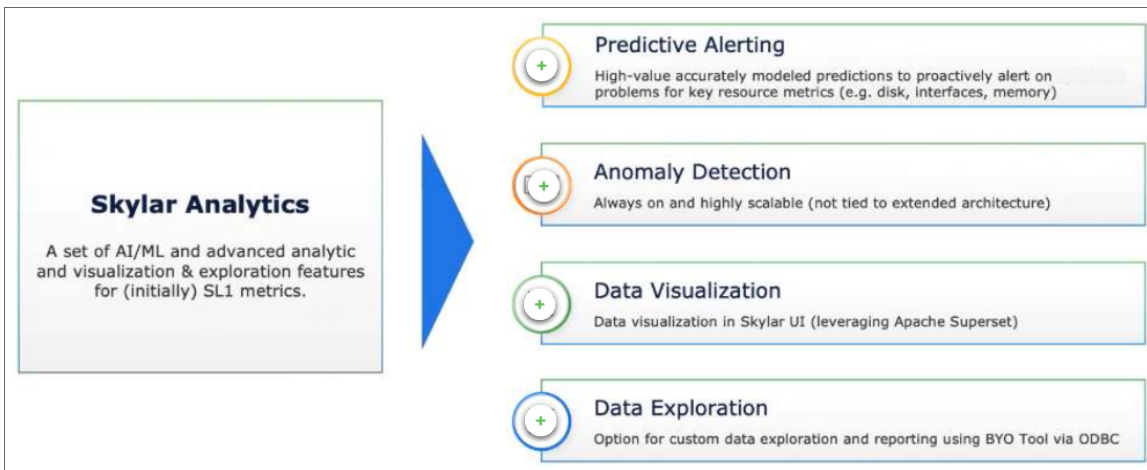 Skylar Analytics
A set of AI/ML and advanced analytic
and visualization & exploration features
for (initially) SL1 metrics.
Predictive Alerting
High-value accurately modeled predictions to proactively alert on
problems for key resource metrics (e.g. disk, interfaces, memory)
Anomaly Detection
Always on and highly scalable (not tied to extended architecture)
Data Visualization
Data visualization in Skylar UI (leveraging Apache Superset)
Data Exploration
Option for custom data exploration and reporting using BYO Tool via ODBC